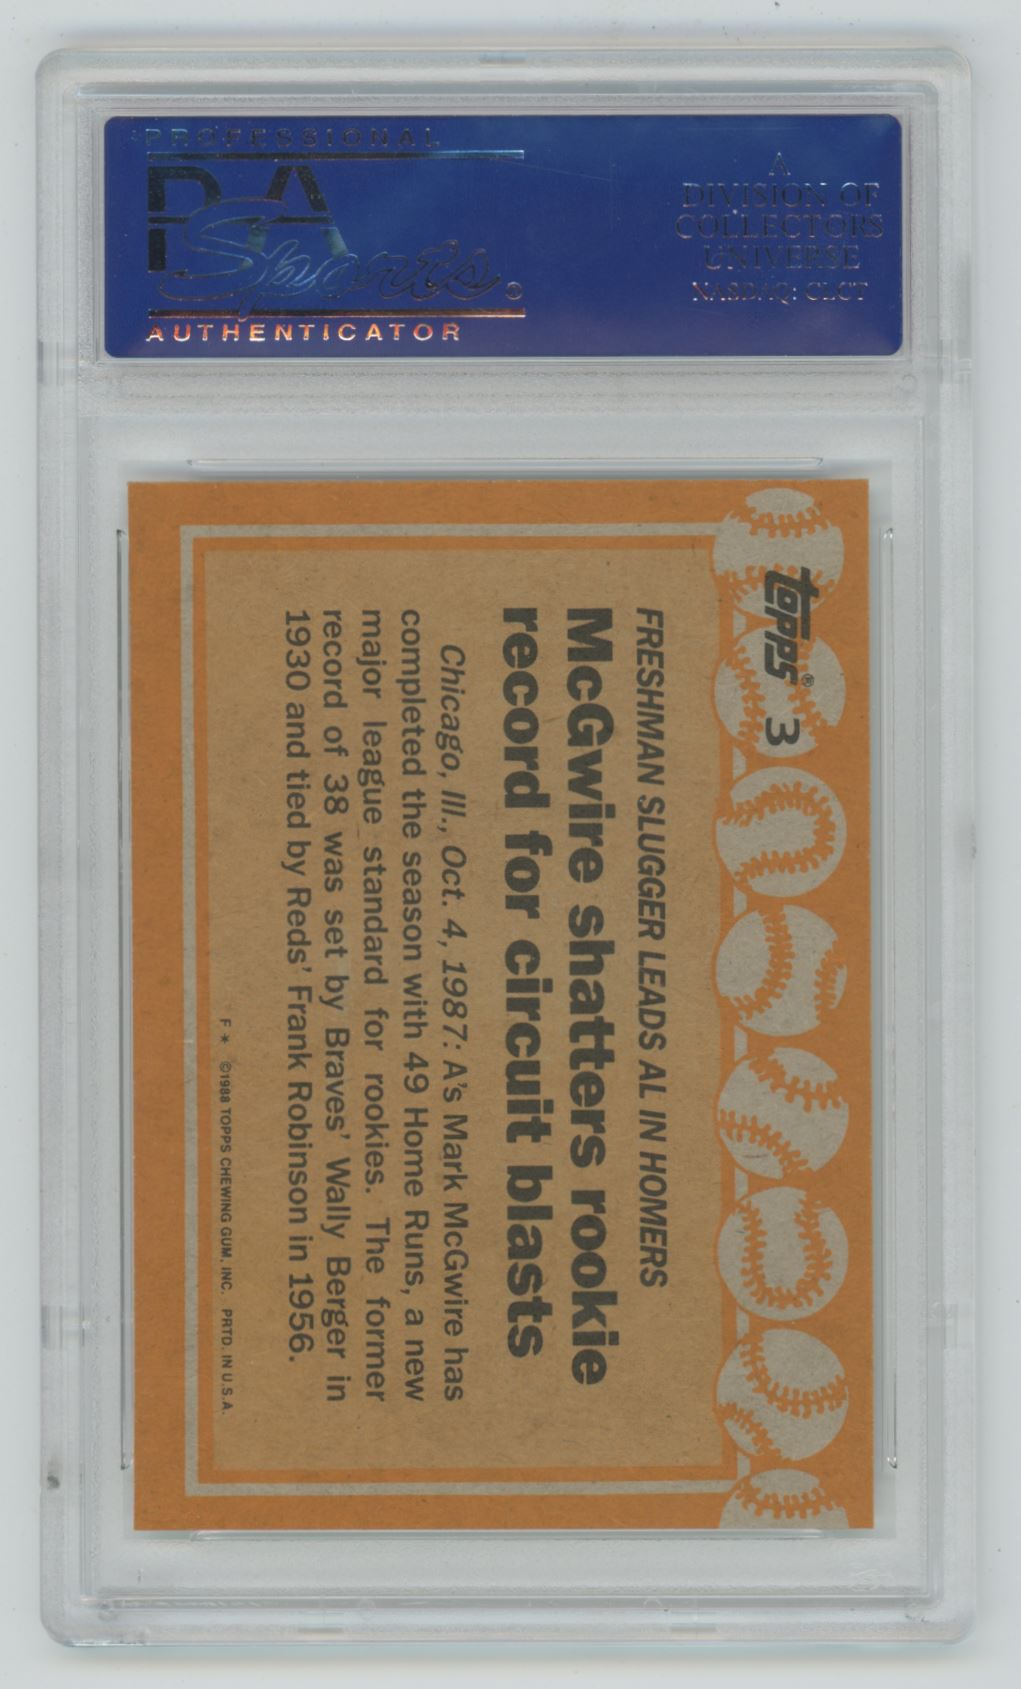 PROFESSIONAL
PSA
Sports®
AUTHENTICATOR
A
DIVISION OF
COLLECTORS
UNIVERSE
NASDAQ: CLCT
topps® 3
FRESHMAN SLUGGER LEADS AL IN HOMERS
McGwire shatters rookie
record for circuit blasts
Chicago, Ill., Oct. 4, 1987: A's Mark McGwire has
completed the season with 49 Home Runs, a new
major league standard for rookies. The former
record of 38 was set by Braves' Wally Berger in
1930 and tied by Reds' Frank Robinson in 1956.
F* ©1988 TOPPS CHEWING GUM, INC. PRTD. IN U.S.A.